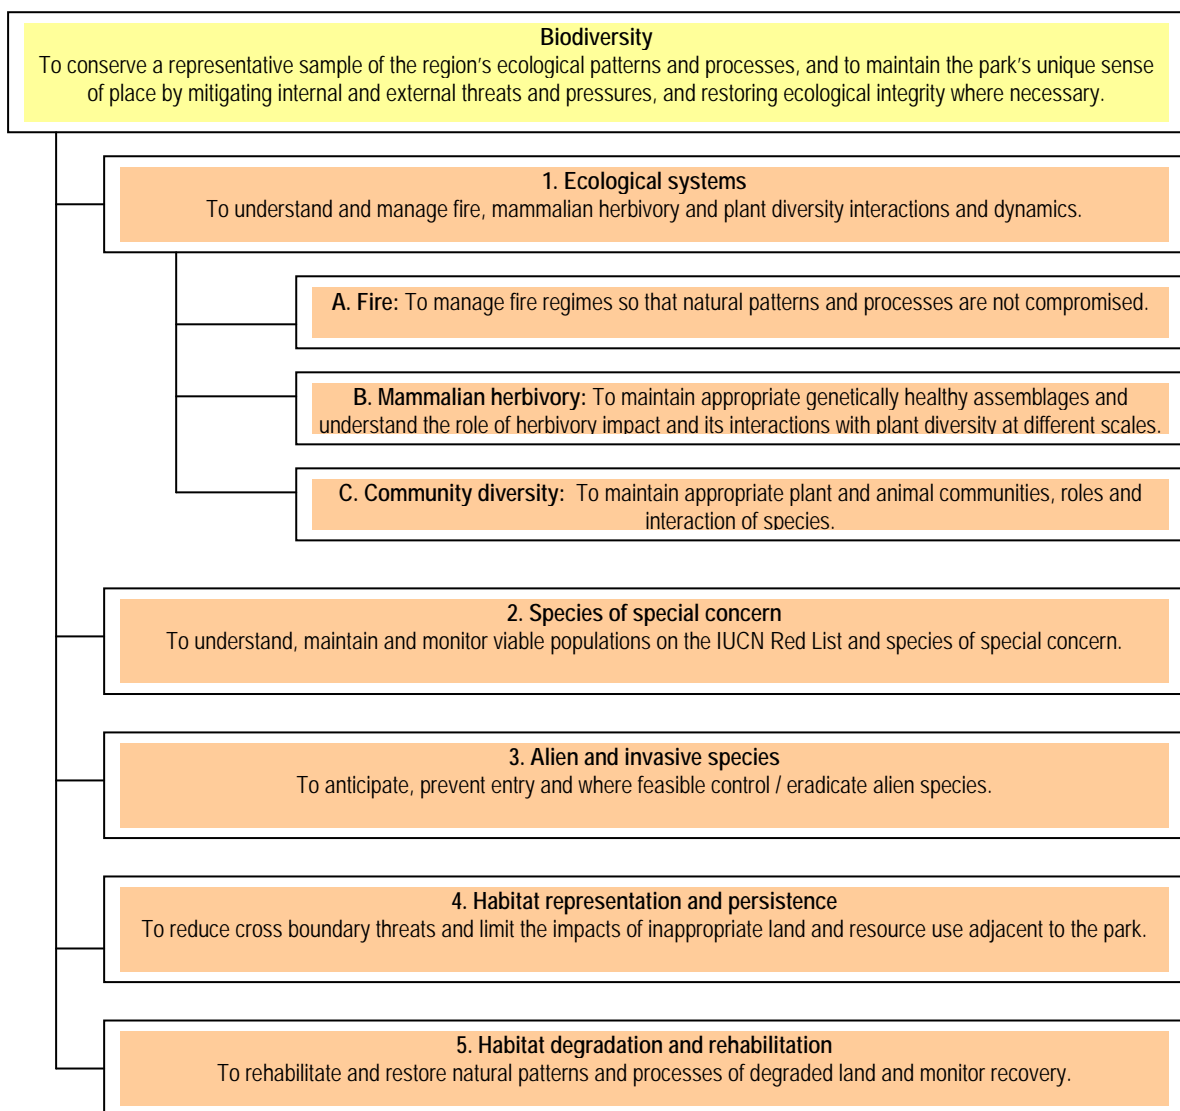 Biodiversity
To conserve a representative sample of the region's ecological patterns and processes, and to maintain the park's unique sense
of place by mitigating internal and external threats and pressures, and restoring ecological integrity where necessary.
1. Ecological systems
To understand and manage fire, mammalian herbivory and plant diversity interactions and dynamics.
A. Fire: To manage fire regimes so that natural patterns and processes are not compromised.
B. Mammalian herbivory: To maintain appropriate genetically healthy assemblages and
understand the role of herbivory impact and its interactions with plant diversity at different scales.
C. Community diversity: To maintain appropriate plant and animal communities, roles and
interaction of species.
2. Species of special concern
To understand, maintain and monitor viable populations on the IUCN Red List and species of special concern.
3. Alien and invasive species
To anticipate, prevent entry and where feasible control / eradicate alien species.
4. Habitat representation and persistence
To reduce cross boundary threats and limit the impacts of inappropriate land and resource use adjacent to the park.
5. Habitat degradation and rehabilitation
To rehabilitate and restore natural patterns and processes of degraded land and monitor recovery.